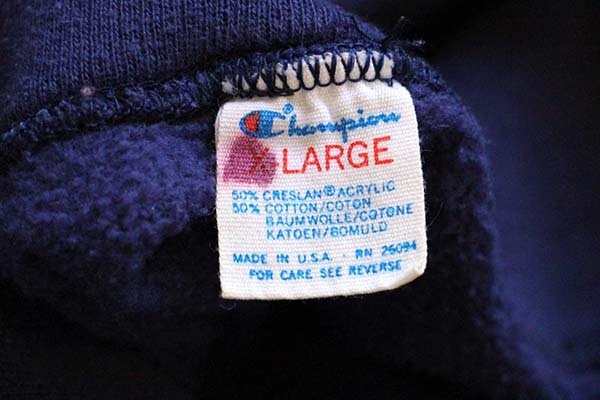 Champion
X-LARGE
50% CRESLAN® ACRYLIC
50% COTTON/COTON
BAUMWOLLE/COTONE
KATOEN/BOMULD
MADE IN U.S.A. - RN 26094
FOR CARE SEE REVERSE